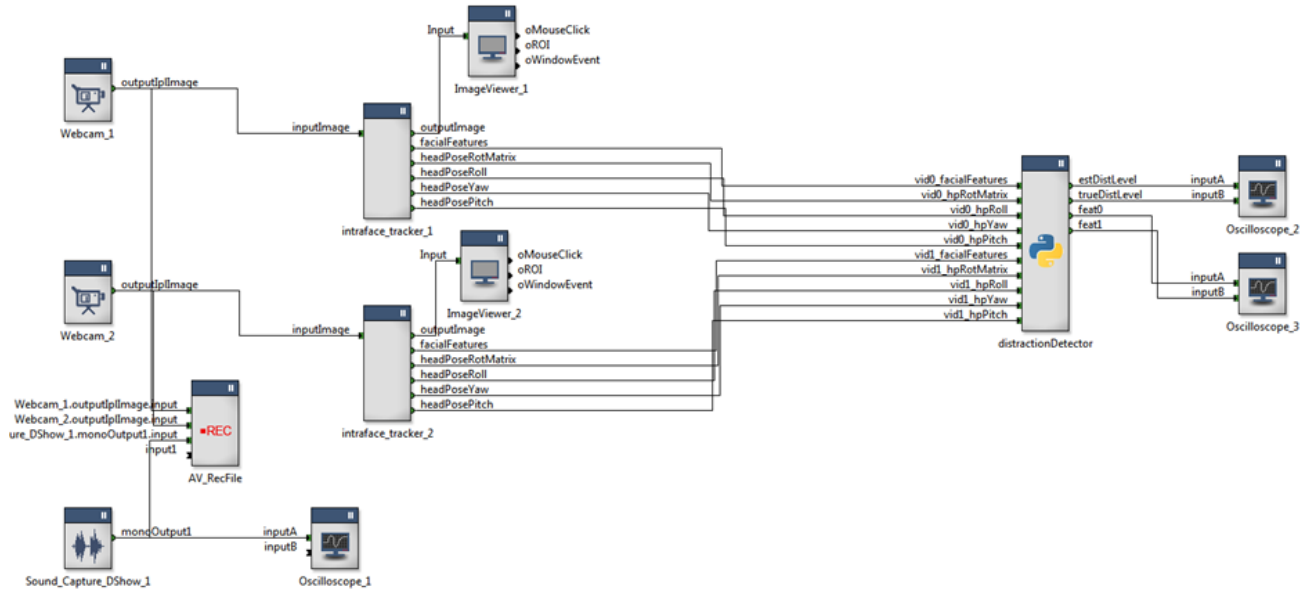 Input
oMouseClick
oROI
oWindowEvent
ImageViewer_1
outputIplImage
Webcam_1
inputImage
outputImage
facialFeatures
headPoseRotMatrix
headPoseRoll
headPoseYaw
headPosePitch
intraface_tracker_1
vid0_facialFeatures
vid0_hpRotMatrix
vid0_hpRoll
vid0_hpYaw
vid0_hpPitch
vid1_facialFeatures
vid1_hpRotMatrix
vid1_hpRoll
vid1_hpYaw
vid1_hpPitch
distractionDetector
estDistLevel
trueDistLevel
feat0
feat1
inputA
inputB
Oscilloscope_2
inputA
inputB
Oscilloscope_3
Input
oMouseClick
oROI
oWindowEvent
ImageViewer_2
outputIplImage
Webcam_2
inputImage
outputImage
facialFeatures
headPoseRotMatrix
headPoseRoll
headPoseYaw
headPosePitch
intraface_tracker_2
Webcam_1.outputIplImage.input
Webcam_2.outputIplImage.input
ure_DShow_1.monoOutput1.input
input1
REC
AV_RecFile
monoOutput1
Sound_Capture_DShow_1
inputA
inputB
Oscilloscope_1